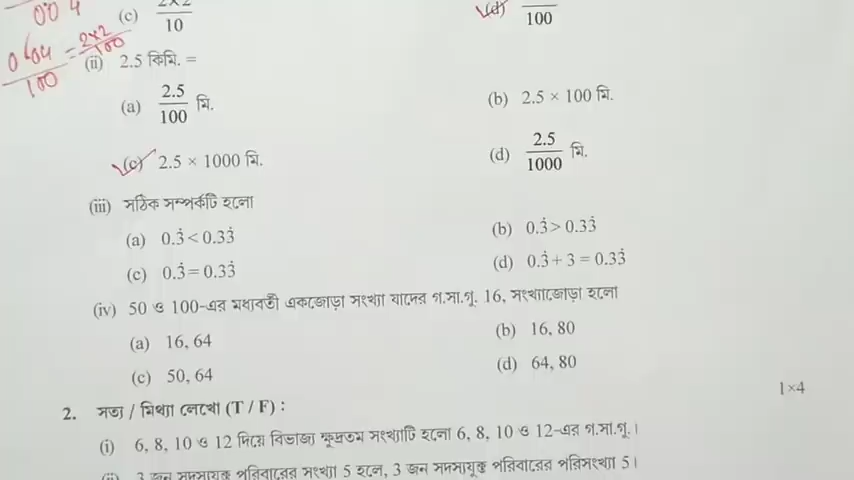 0.04
(c) 2×2/10 (d) /100
0.04/100 = 2×2/100
(ii) 2.5 কিমি. =
(a) 2.5/100 মি. (b) 2.5 × 100 মি.
(c) 2.5 × 1000 মি. (d) 2.5/1000 মি.
(iii) সঠিক সম্পর্কটি হলো
(a) 0.3̇ < 0.33̇ (b) 0.3̇ > 0.33̇
(c) 0.3̇ = 0.33̇ (d) 0.3̇ + 3 = 0.33̇
(iv) 50 ও 100-এর মধ্যবর্তী একজোড়া সংখ্যা যাদের গ.সা.গু. 16, সংখ্যাজোড়া হলো
(a) 16, 64 (b) 16, 80
(c) 50, 64 (d) 64, 80
1×4
2. সত্য / মিথ্যা লেখো (T / F) :
(i) 6, 8, 10 ও 12 দিয়ে বিভাজ্য ক্ষুদ্রতম সংখ্যাটি হলো 6, 8, 10 ও 12-এর গ.সা.গু.।
(ii) 3 জন সদস্যযুক্ত পরিবারের সংখ্যা 5 হলে, 3 জন সদস্যযুক্ত পরিবারের পরিসংখ্যা 5।